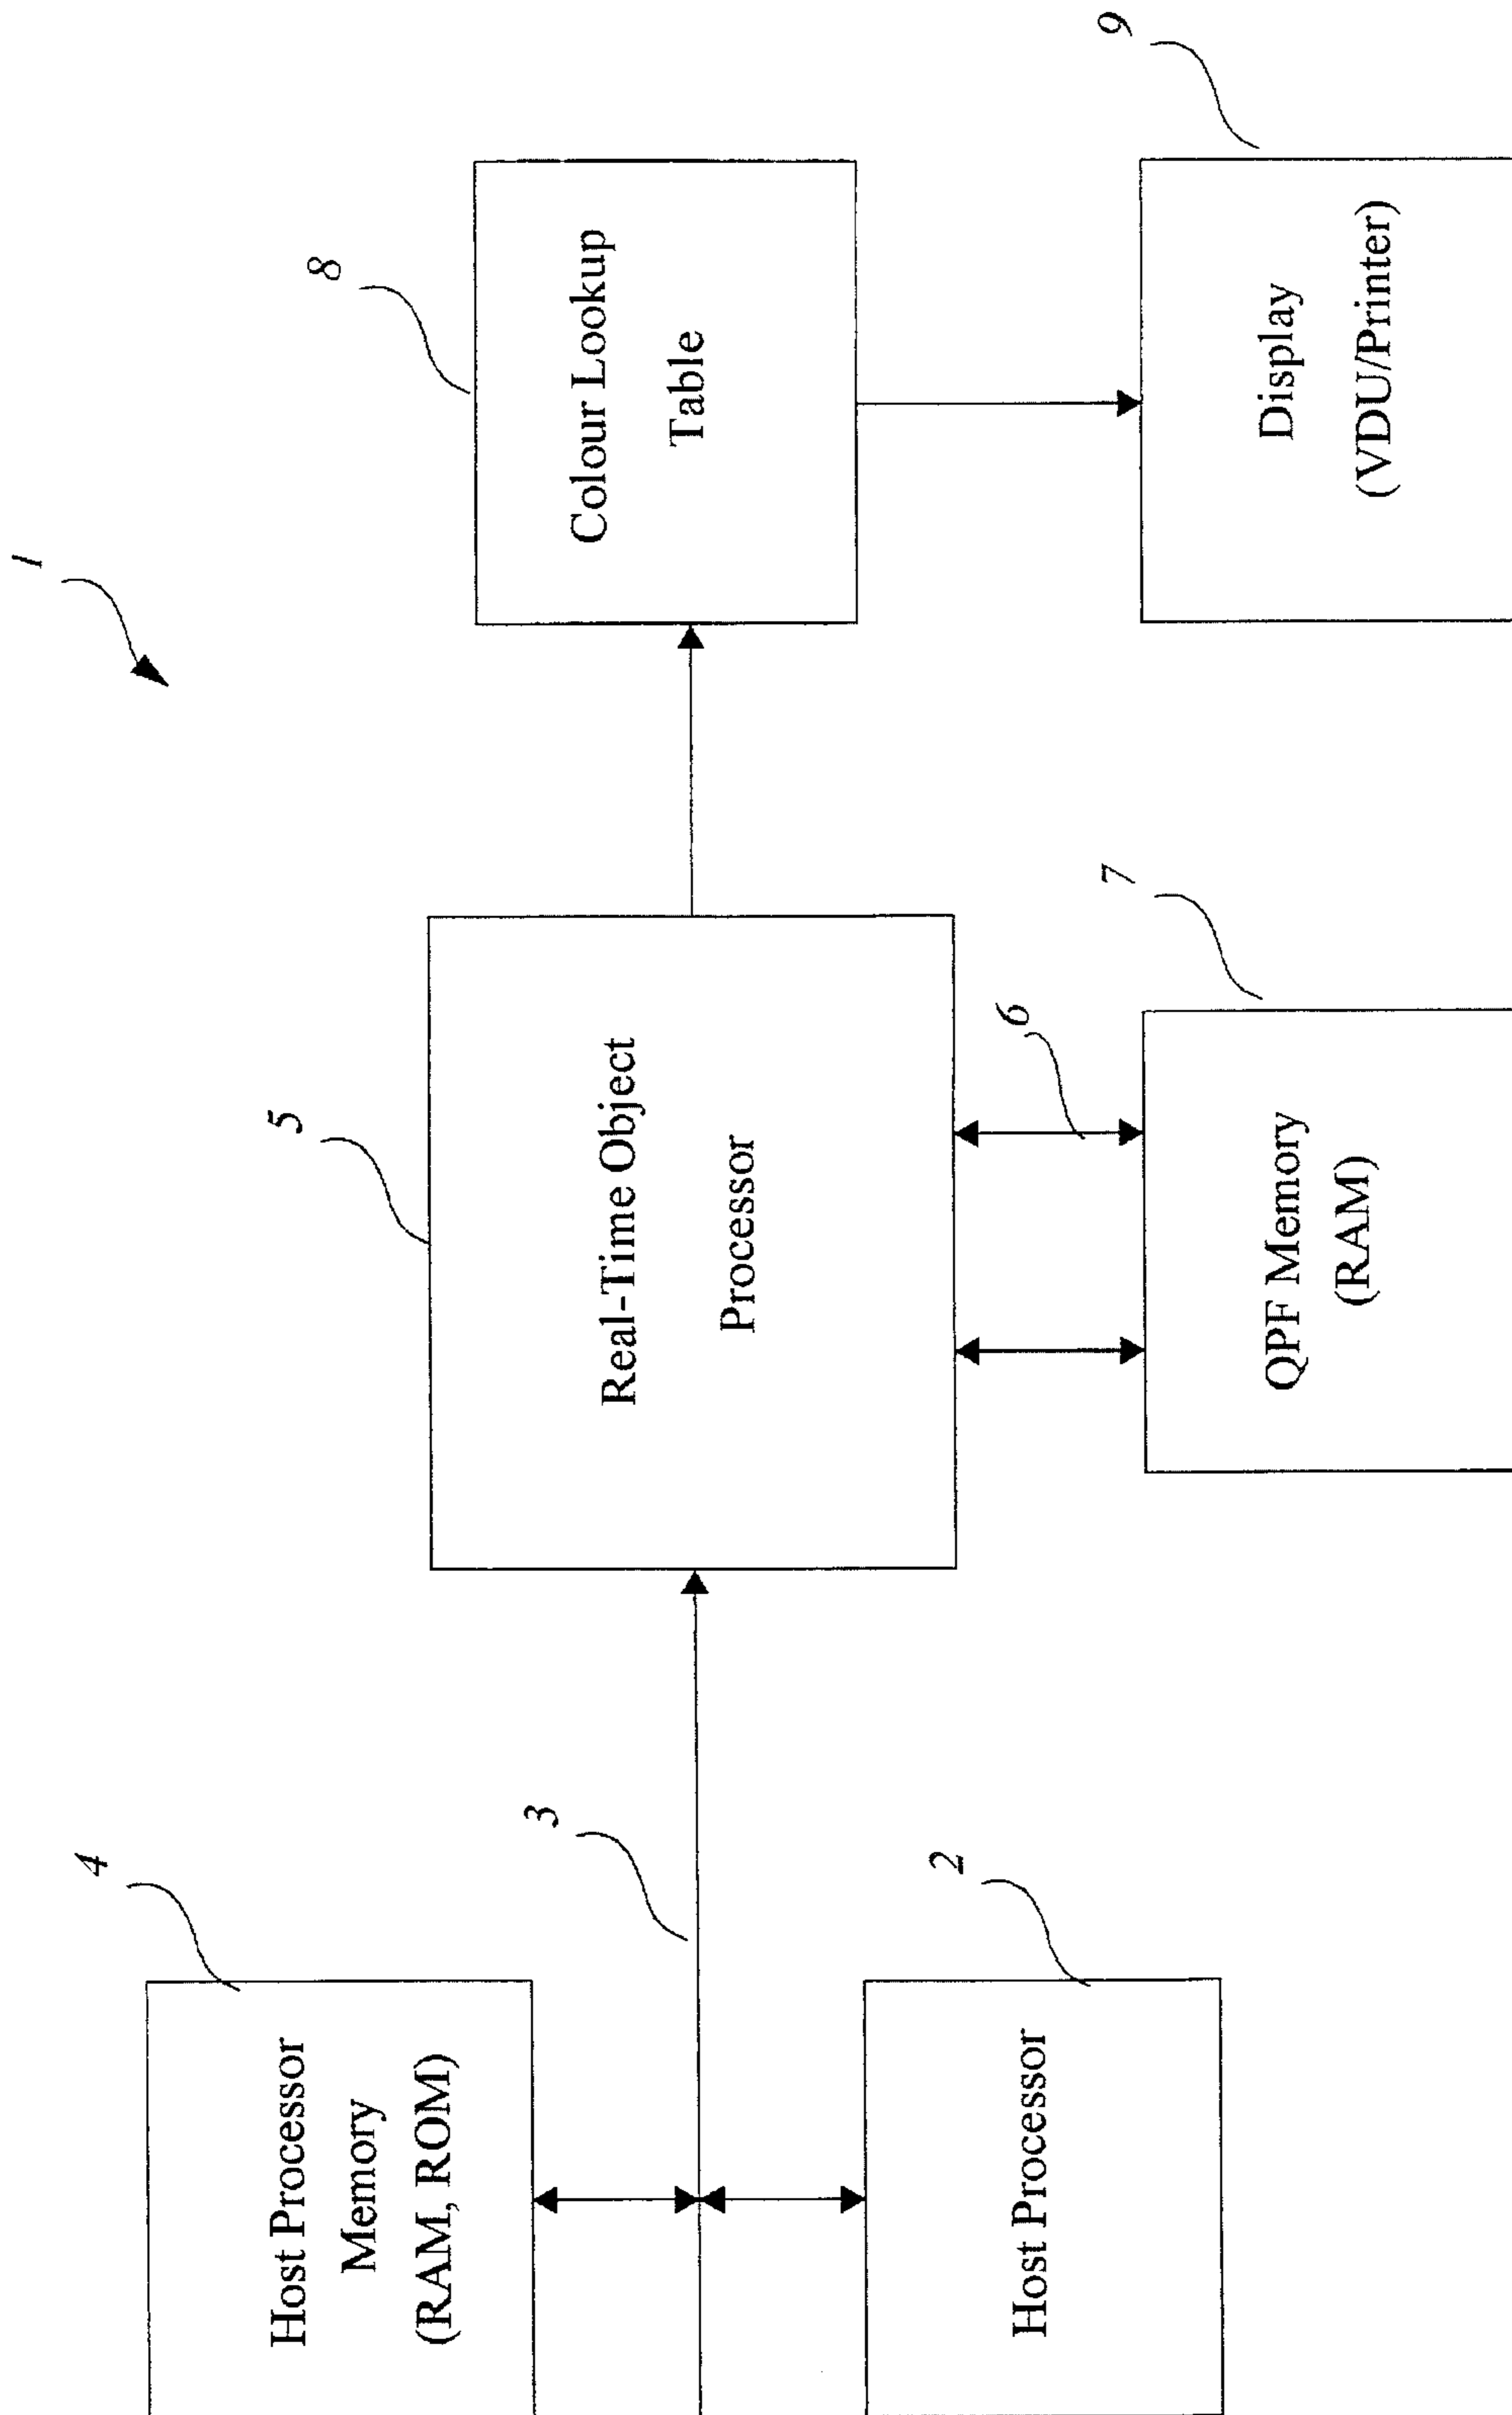 1
4
Host Processor
Memory
(RAM, ROM)
3
2
Host Processor
5
Real-Time Object
Processor
6
7
QPF Memory
(RAM)
8
Colour Lookup
Table
9
Display
(VDU/Printer)